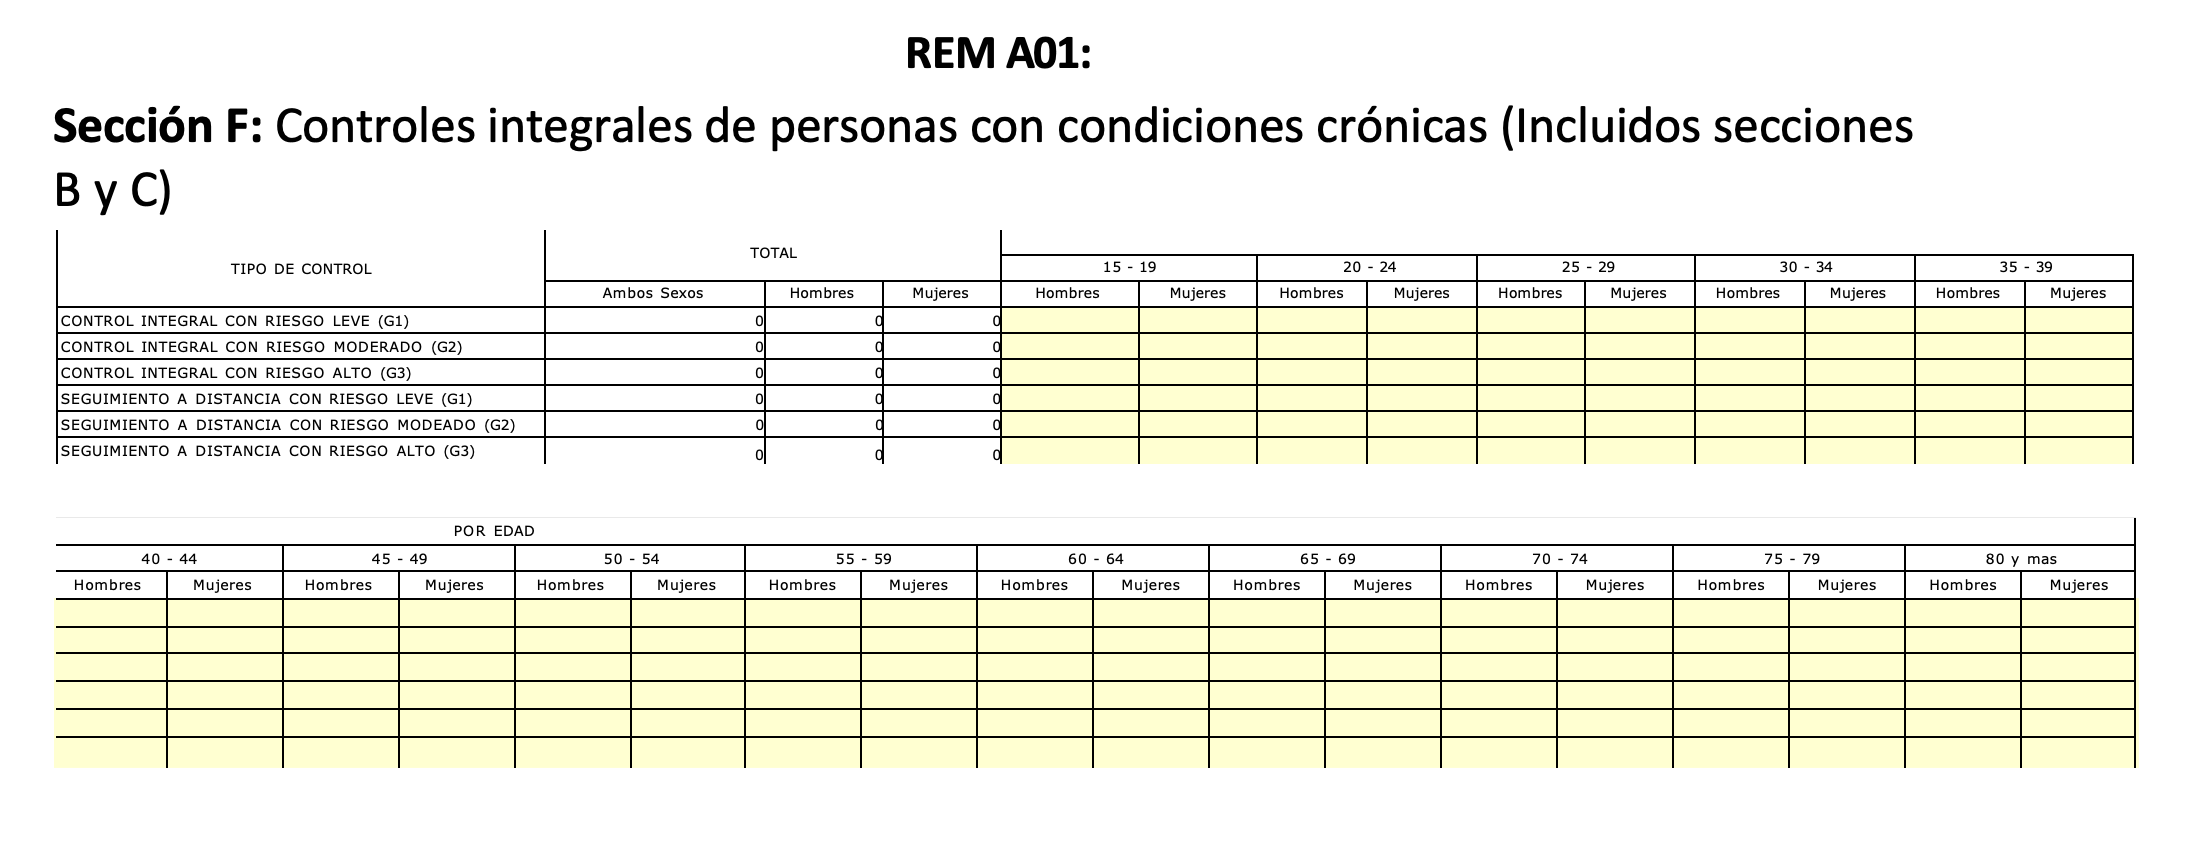 REM A01:
Sección F: Controles integrales de personas con condiciones crónicas (Incluidos secciones
B y C)
TIPO DE CONTROL TOTAL
15 - 19 20 - 24 25 - 29 30 - 34 35 - 39
Ambos Sexos Hombres Mujeres Hombres Mujeres Hombres Mujeres Hombres Mujeres Hombres Mujeres Hombres Mujeres
CONTROL INTEGRAL CON RIESGO LEVE (G1) 0 0 0
CONTROL INTEGRAL CON RIESGO MODERADO (G2) 0 0 0
CONTROL INTEGRAL CON RIESGO ALTO (G3) 0 0 0
SEGUIMIENTO A DISTANCIA CON RIESGO LEVE (G1) 0 0 0
SEGUIMIENTO A DISTANCIA CON RIESGO MODEADO (G2) 0 0 0
SEGUIMIENTO A DISTANCIA CON RIESGO ALTO (G3) 0 0 0
POR EDAD
40 - 44 45 - 49 50 - 54 55 - 59 60 - 64 65 - 69 70 - 74 75 - 79 80 y mas
Hombres Mujeres Hombres Mujeres Hombres Mujeres Hombres Mujeres Hombres Mujeres Hombres Mujeres Hombres Mujeres Hombres Mujeres Hombres Mujeres